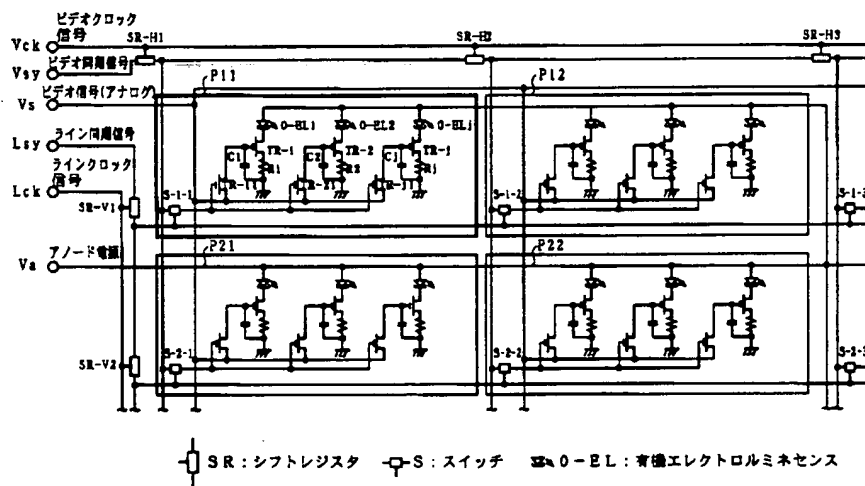 ビデオクロック
信号
Vck
SR-H1
SR-H2
SR-H3
ビデオ同期信号
Vsy
ビデオ信号(アナログ)
Vs
P11
P12
O-EL1
O-EL2
O-ELj
ライン同期信号
Lsy
C1
TR-1
C2
TR-2
Cj
TR-j
R1
R2
Rj
ラインクロック
信号
Lck
S-1-1
S-1-2
S-1-2
SR-V1
アノード電源
Va
P21
P22
SR-V2
S-2-1
S-2-2
S-2-2
SR:シフトレジスタ
S:スイッチ
O-EL:有機エレクトロルミネセンス